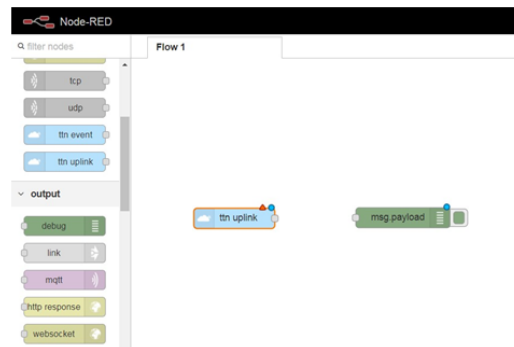 Node-RED
filter nodes
Flow 1
tcp
udp
ttn event
ttn uplink
output
debug
link
mqtt
http response
websocket
ttn uplink
msg.payload